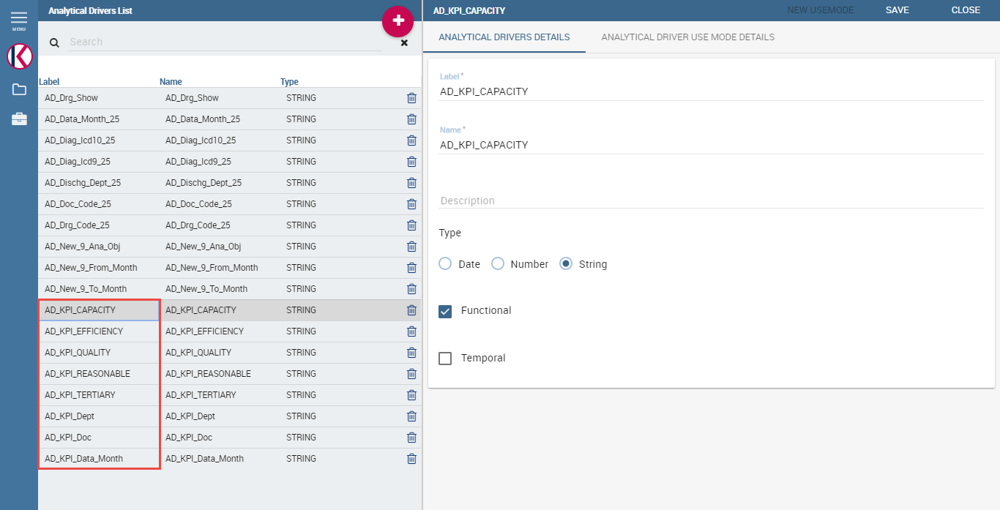 MENU
Analytical Drivers List
Search
Label Name Type
AD_Drg_Show AD_Drg_Show STRING
AD_Data_Month_25 AD_Data_Month_25 STRING
AD_Diag_Icd10_25 AD_Diag_Icd10_25 STRING
AD_Diag_Icd9_25 AD_Diag_Icd9_25 STRING
AD_Dischg_Dept_25 AD_Dischg_Dept_25 STRING
AD_Doc_Code_25 AD_Doc_Code_25 STRING
AD_Drg_Code_25 AD_Drg_Code_25 STRING
AD_New_9_Ana_Obj AD_New_9_Ana_Obj STRING
AD_New_9_From_Month AD_New_9_From_Month STRING
AD_New_9_To_Month AD_New_9_To_Month STRING
AD_KPI_CAPACITY AD_KPI_CAPACITY STRING
AD_KPI_EFFICIENCY AD_KPI_EFFICIENCY STRING
AD_KPI_QUALITY AD_KPI_QUALITY STRING
AD_KPI_REASONABLE AD_KPI_REASONABLE STRING
AD_KPI_TERTIARY AD_KPI_TERTIARY STRING
AD_KPI_Dept AD_KPI_Dept STRING
AD_KPI_Doc AD_KPI_Doc STRING
AD_KPI_Data_Month AD_KPI_Data_Month STRING
AD_KPI_CAPACITY NEW USEMODE SAVE CLOSE
ANALYTICAL DRIVERS DETAILS ANALYTICAL DRIVER USE MODE DETAILS
Label *
AD_KPI_CAPACITY
Name *
AD_KPI_CAPACITY
Description
Type
Date Number String
Functional
Temporal